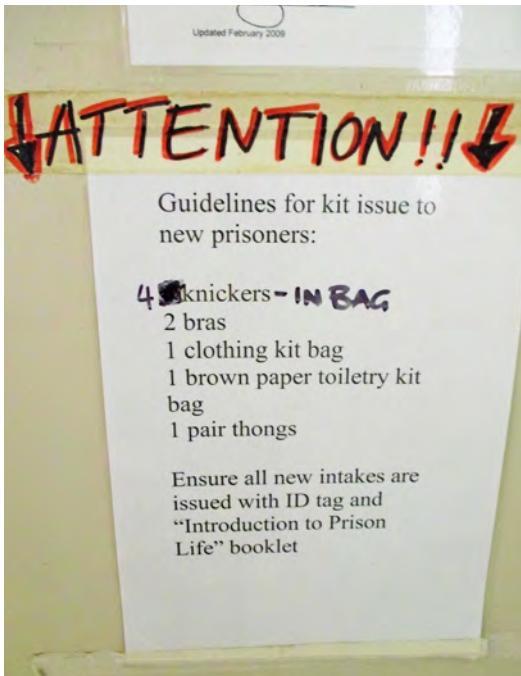 Updated February 2009
ATTENTION!!
Guidelines for kit issue to
new prisoners:
4 knickers - IN BAG
2 bras
1 clothing kit bag
1 brown paper toiletry kit
bag
1 pair thongs
Ensure all new intakes are
issued with ID tag and
“Introduction to Prison
Life” booklet